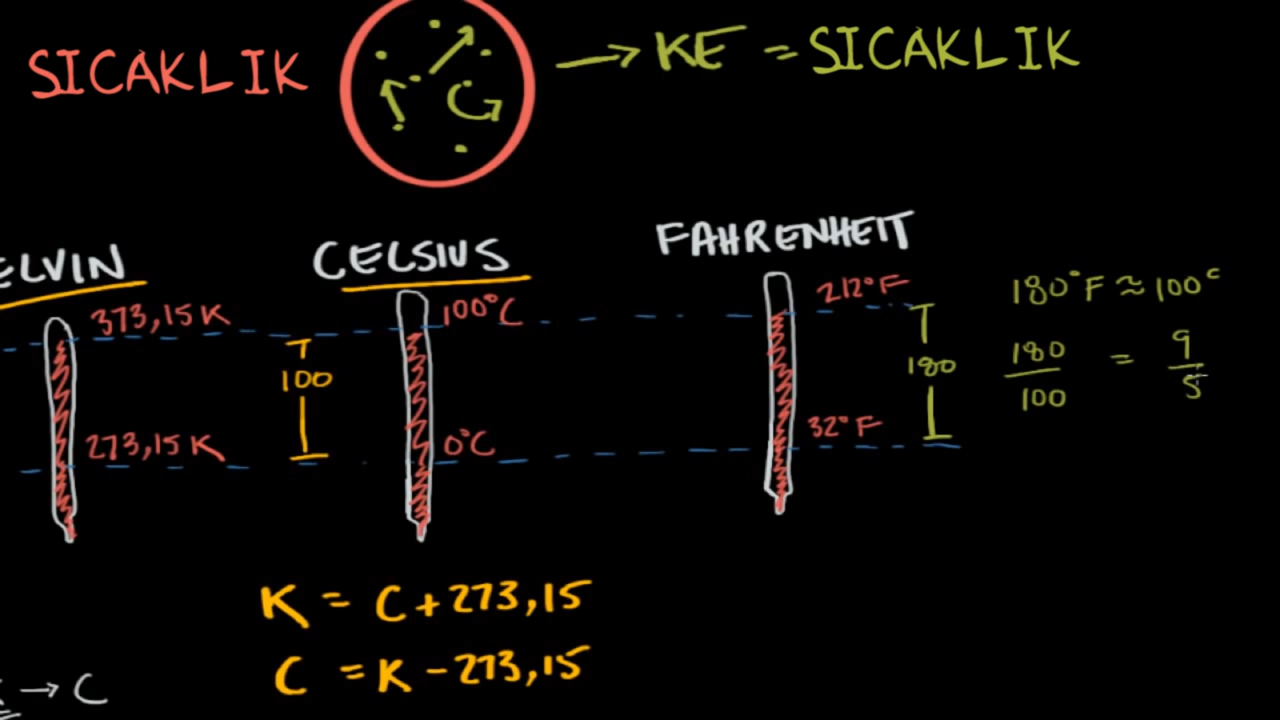 SICAKLIK → KE = SICAKLIK
ELVIN CELSIUS FAHRENHEIT
373,15 K 100°C 212°F 180°F ≈ 100°C
100 180 180/100 = 9/5
273,15 K 0°C 32°F
K = C + 273,15
C = K - 273,15
→ C